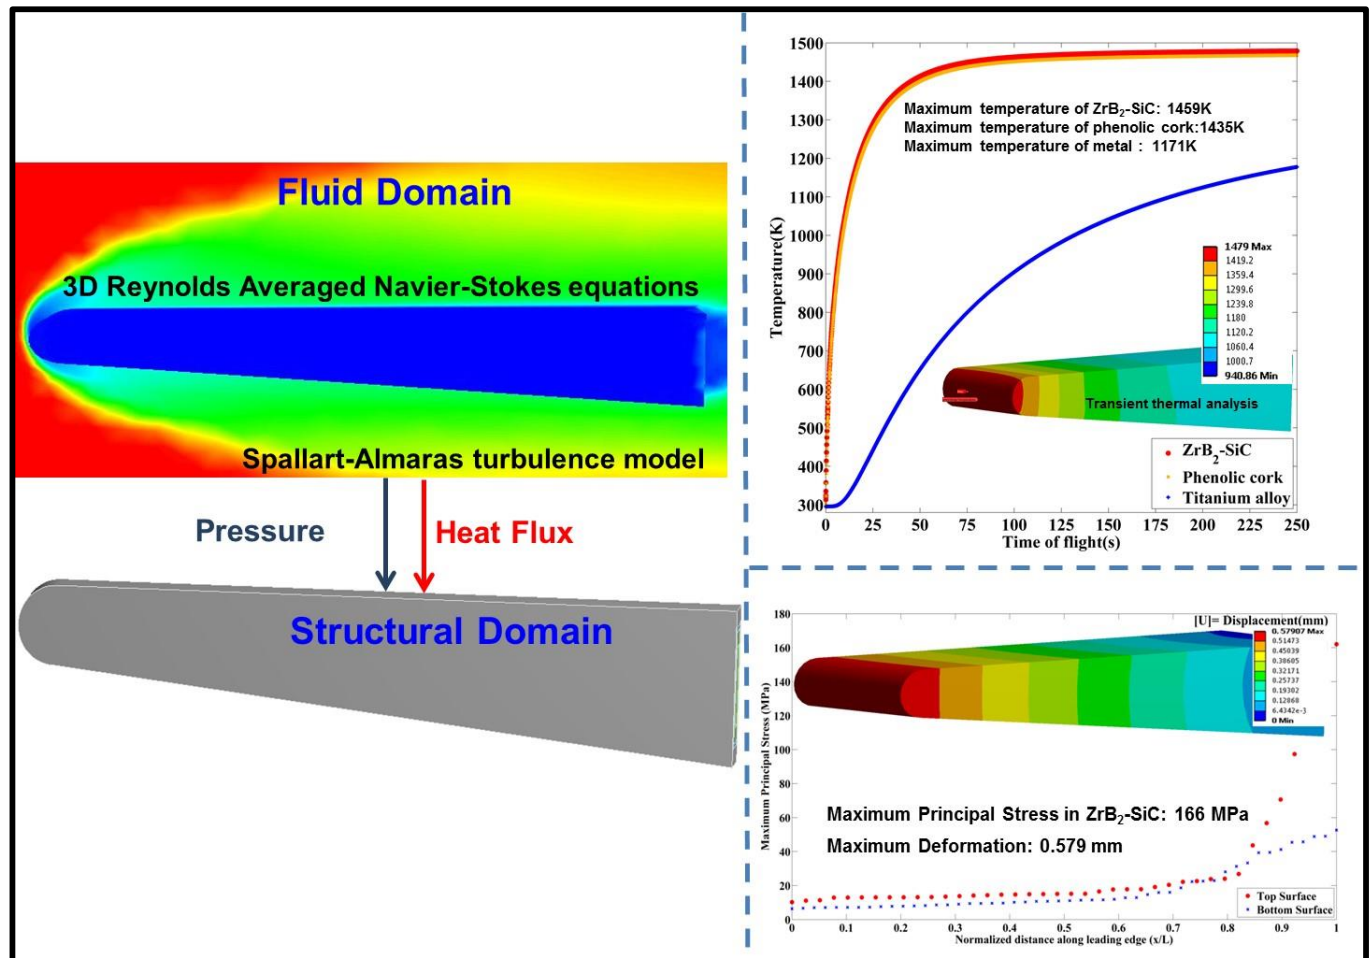 Fluid Domain
3D Reynolds Averaged Navier-Stokes equations
Spallart-Almaras turbulence model
Pressure
Heat Flux
Structural Domain
1500
1400
1300
1200
1100
1000
900
800
700
600
500
400
300
Temperature(K)
Maximum temperature of ZrB₂-SiC: 1459K
Maximum temperature of phenolic cork:1435K
Maximum temperature of metal : 1171K
1479 Max
1419.2
1359.4
1299.6
1239.8
1180
1120.2
1060.4
1000.7
940.86 Min
Transient thermal analysis
ZrB₂-SiC
Phenolic cork
Titanium alloy
0 25 50 75 100 125 150 175 200 225 250
Time of flight(s)
[U]= Displacement(mm)
0.57907 Max
0.51473
0.45039
0.38605
0.32171
0.25737
0.19302
0.12868
6.4342e-3
0 Min
180
160
140
120
100
80
60
40
20
0
Maximum Principal Stress (MPa)
Maximum Principal Stress in ZrB₂-SiC: 166 MPa
Maximum Deformation: 0.579 mm
Top Surface
Bottom Surface
0 0.1 0.2 0.3 0.4 0.5 0.6 0.7 0.8 0.9 1
Normalized distance along leading edge (x/L)